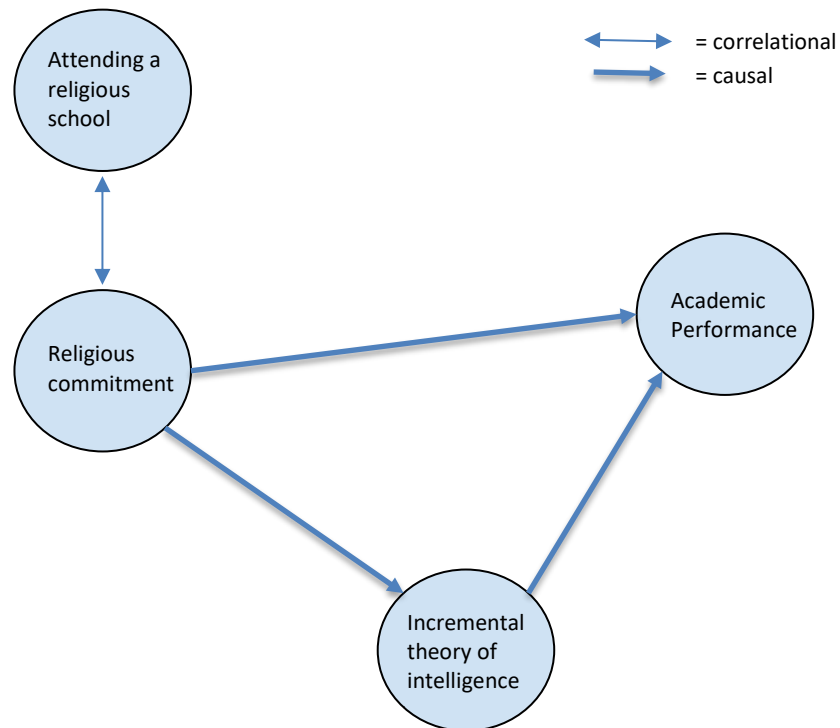 Attending a
religious
school
= correlational
= causal
Academic
Performance
Religious
commitment
Incremental
theory of
intelligence